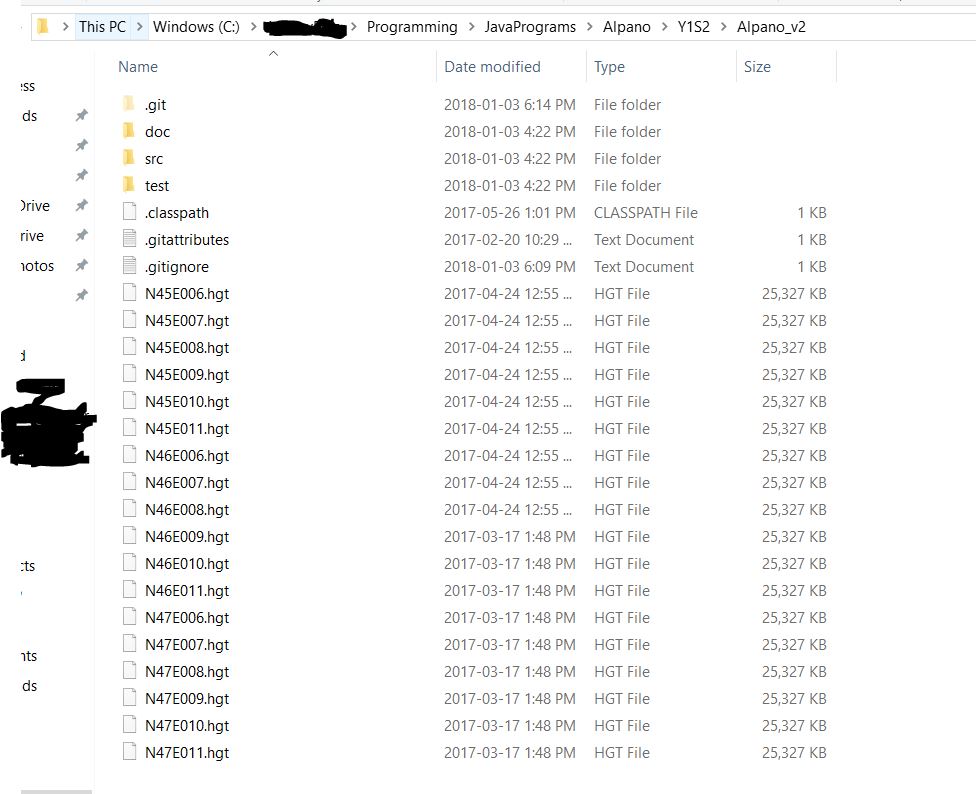 This PC > Windows (C:) > > Programming > JavaPrograms > Alpano > Y1S2 > Alpano_v2
Name Date modified Type Size
.git 2018-01-03 6:14 PM File folder
ess
doc 2018-01-03 4:22 PM File folder
ds
src 2018-01-03 4:22 PM File folder
test 2018-01-03 4:22 PM File folder
Drive
.classpath 2017-05-26 1:01 PM CLASSPATH File 1 KB
rive
.gitattributes 2017-02-20 10:29 ... Text Document 1 KB
hotos
.gitignore 2018-01-03 6:09 PM Text Document 1 KB
N45E006.hgt 2017-04-24 12:55 ... HGT File 25,327 KB
N45E007.hgt 2017-04-24 12:55 ... HGT File 25,327 KB
d
N45E008.hgt 2017-04-24 12:55 ... HGT File 25,327 KB
N45E009.hgt 2017-04-24 12:55 ... HGT File 25,327 KB
N45E010.hgt 2017-04-24 12:55 ... HGT File 25,327 KB
N45E011.hgt 2017-04-24 12:55 ... HGT File 25,327 KB
N46E006.hgt 2017-04-24 12:55 ... HGT File 25,327 KB
N46E007.hgt 2017-04-24 12:55 ... HGT File 25,327 KB
N46E008.hgt 2017-04-24 12:55 ... HGT File 25,327 KB
N46E009.hgt 2017-03-17 1:48 PM HGT File 25,327 KB
cts
N46E010.hgt 2017-03-17 1:48 PM HGT File 25,327 KB
N46E011.hgt 2017-03-17 1:48 PM HGT File 25,327 KB
N47E006.hgt 2017-03-17 1:48 PM HGT File 25,327 KB
N47E007.hgt 2017-03-17 1:48 PM HGT File 25,327 KB
nts
N47E008.hgt 2017-03-17 1:48 PM HGT File 25,327 KB
ds
N47E009.hgt 2017-03-17 1:48 PM HGT File 25,327 KB
N47E010.hgt 2017-03-17 1:48 PM HGT File 25,327 KB
N47E011.hgt 2017-03-17 1:48 PM HGT File 25,327 KB